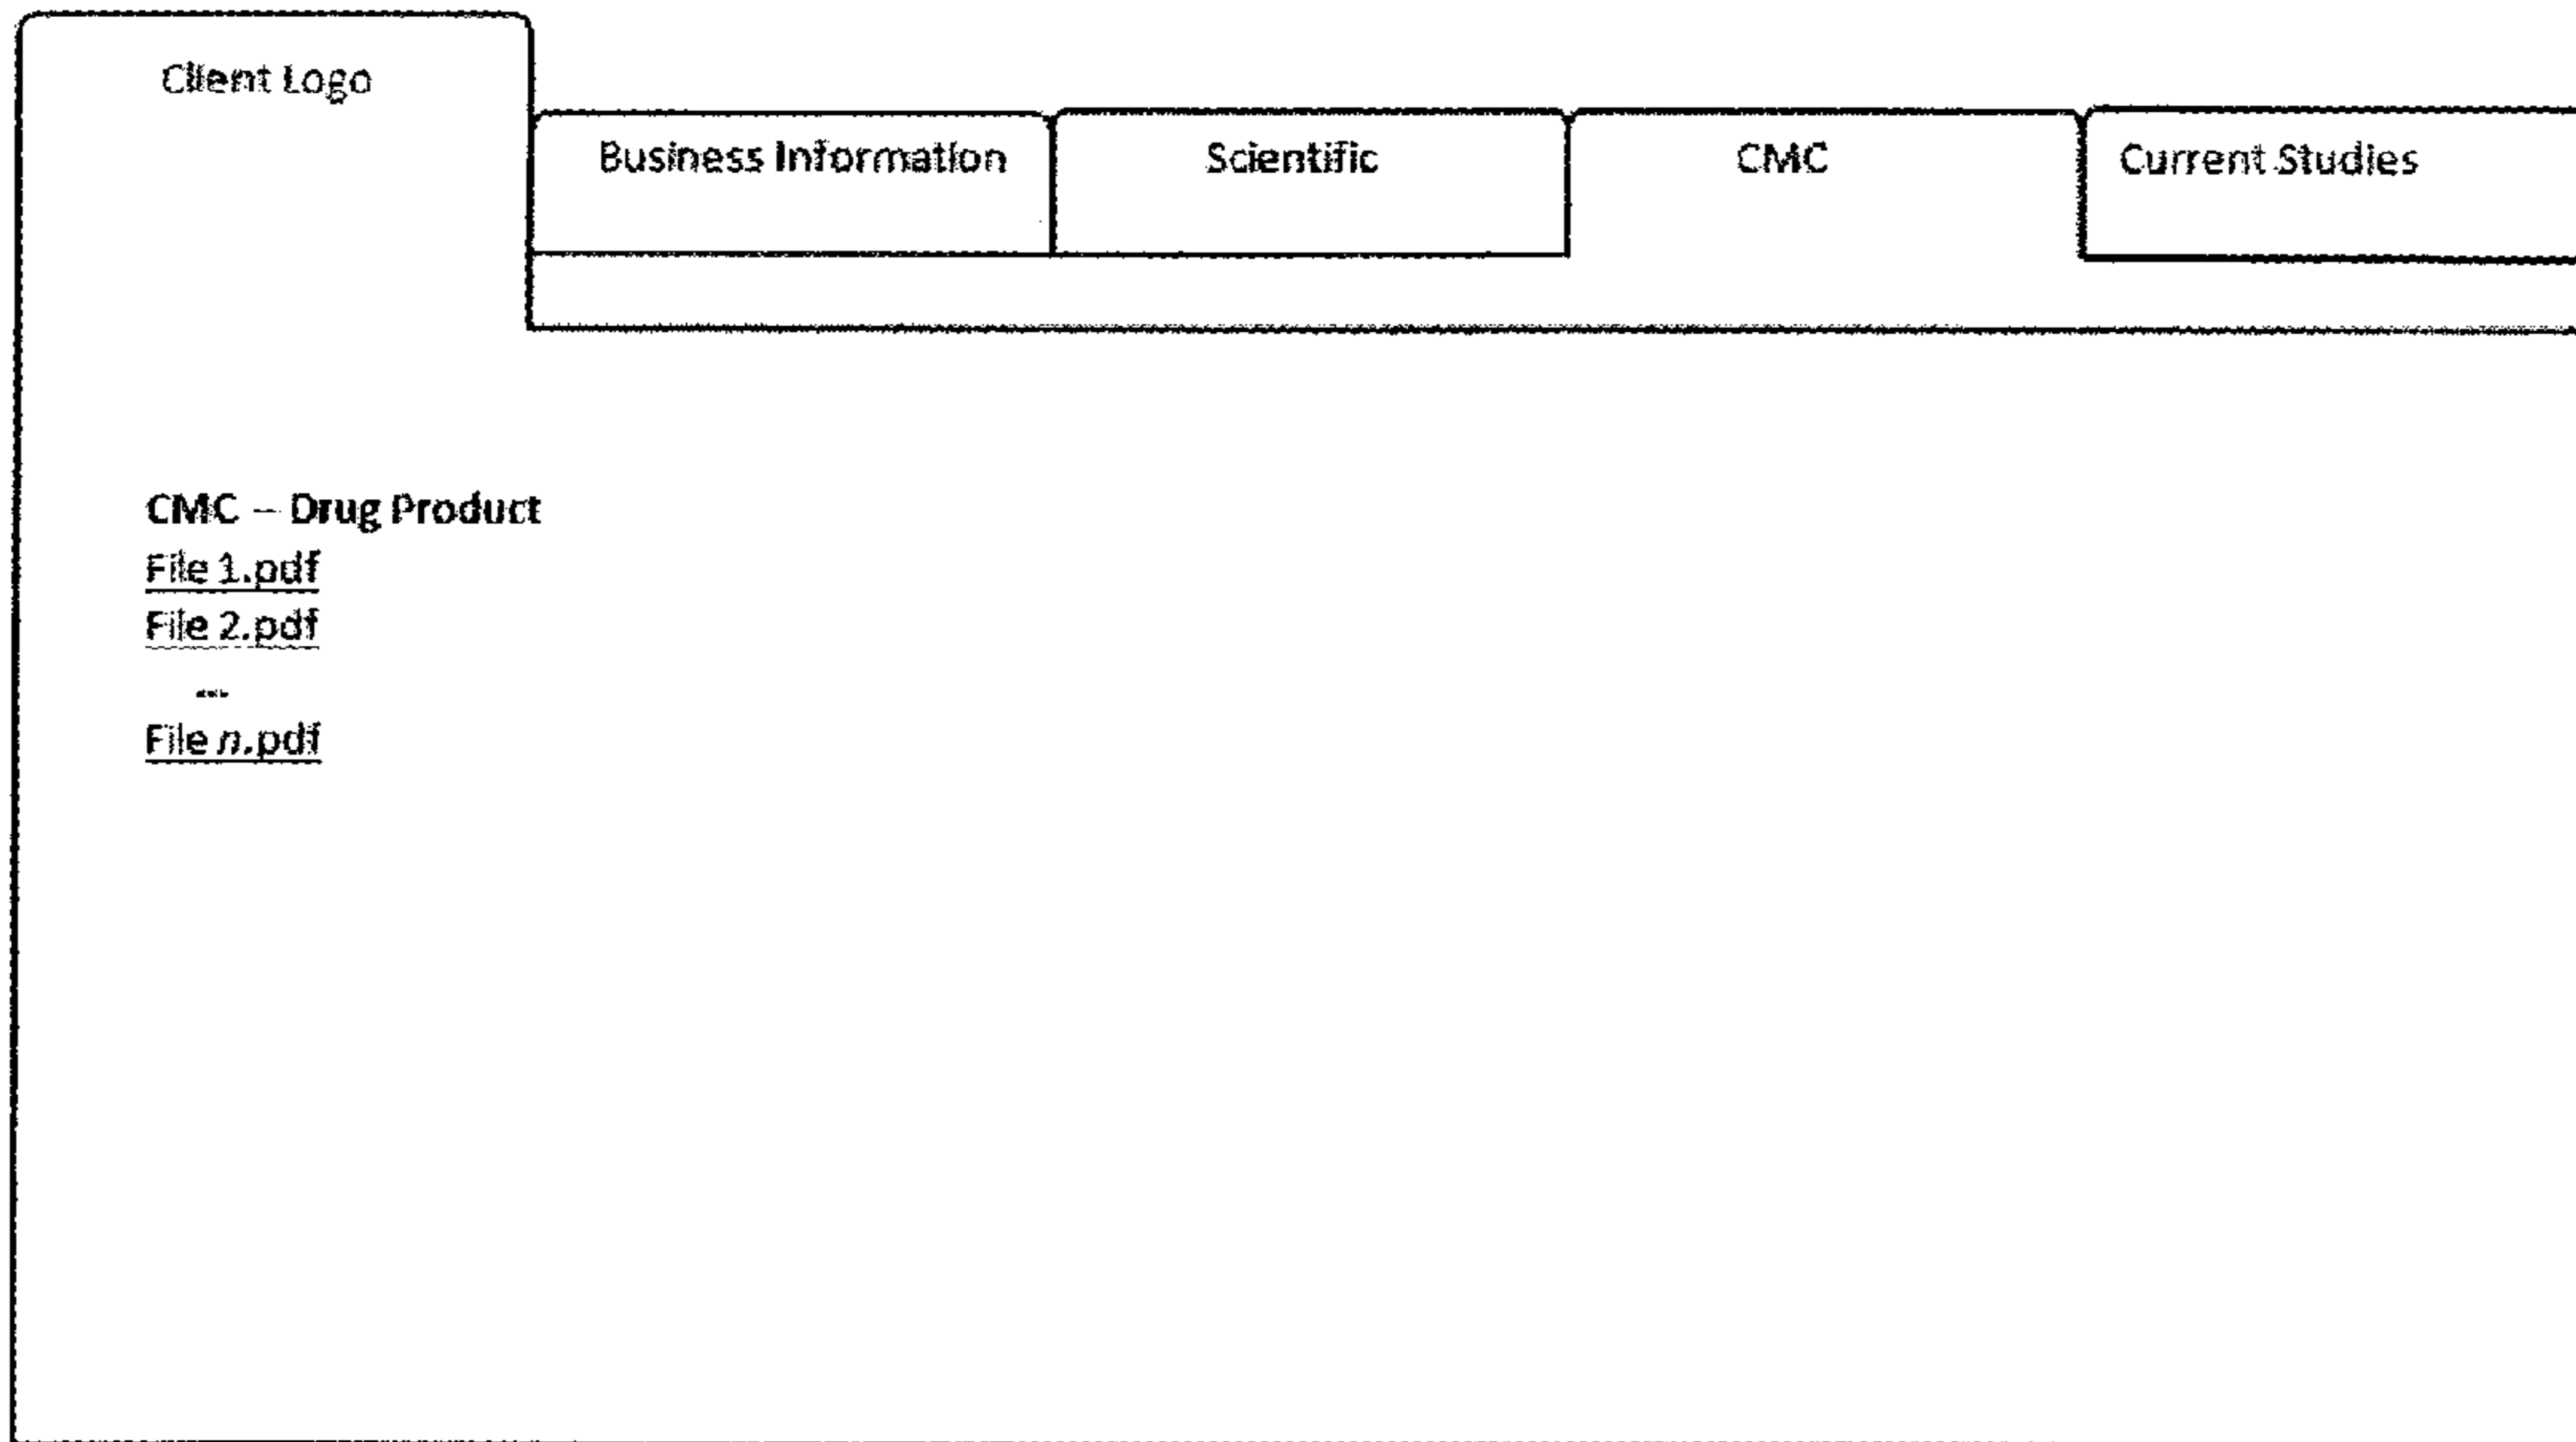 Client Logo
Business Information
Scientific
CMC
Current Studies
CMC – Drug Product
File 1.pdf
File 2.pdf
...
File n.pdf